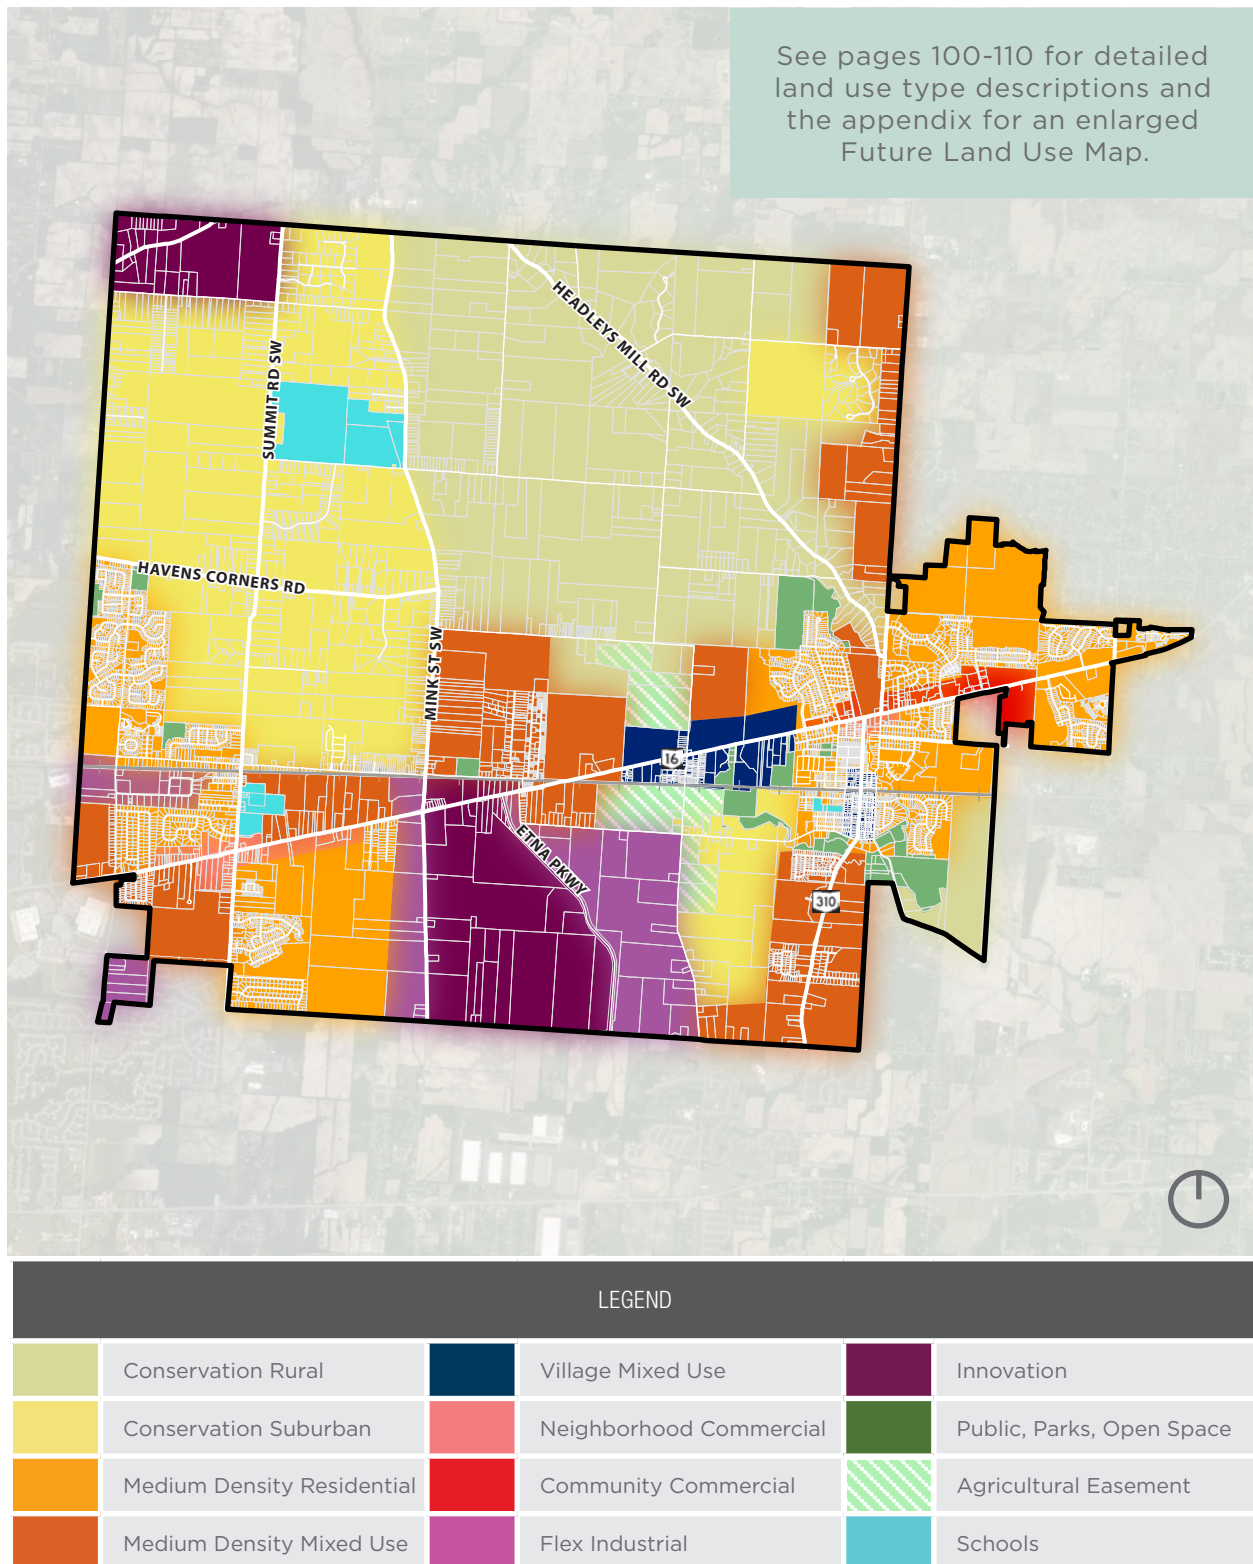 See pages 100-110 for detailed
land use type descriptions and
the appendix for an enlarged
Future Land Use Map.
HEADLEYS MILL RD SW
SUMMIT RD SW
HAVENS CORNERS RD
MINK ST SW
16
ETNA PKWY
310
LEGEND
Conservation Rural
Village Mixed Use
Innovation
Conservation Suburban
Neighborhood Commercial
Public, Parks, Open Space
Medium Density Residential
Community Commercial
Agricultural Easement
Medium Density Mixed Use
Flex Industrial
Schools